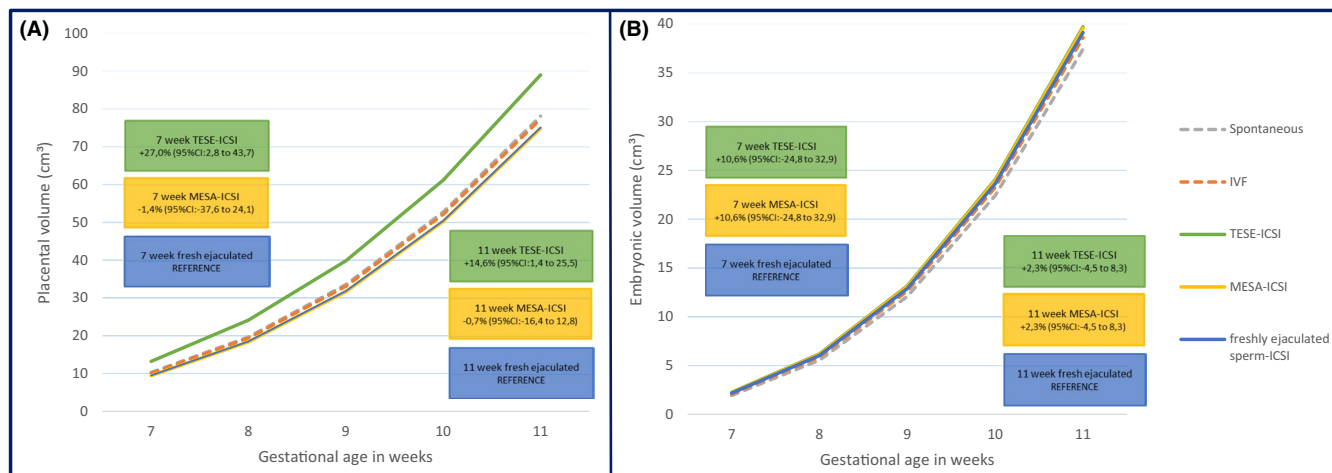 (A)
100
90
80
70
60
50
40
30
20
10
0
Placental volume (cm³)
7 week TESE-ICSI
+27,0% (95%CI:2,8 to 43,7)
7 week MESA-ICSI
-1,4% (95%CI:-37,6 to 24,1)
7 week fresh ejaculated
REFERENCE
11 week TESE-ICSI
+14,6% (95%CI:1,4 to 25,5)
11 week MESA-ICSI
-0,7% (95%CI:-16,4 to 12,8)
11 week fresh ejaculated
REFERENCE
7 8 9 10 11
Gestational age in weeks
(B)
40
35
30
25
20
15
10
5
0
Embryonic volume (cm³)
7 week TESE-ICSI
+10,6% (95%CI:-24,8 to 32,9)
7 week MESA-ICSI
+10,6% (95%CI:-24,8 to 32,9)
7 week fresh ejaculated
REFERENCE
11 week TESE-ICSI
+2,3% (95%CI:-4,5 to 8,3)
11 week MESA-ICSI
+2,3% (95%CI:-4,5 to 8,3)
11 week fresh ejaculated
REFERENCE
7 8 9 10 11
Gestational age in weeks
Spontaneous
IVF
TESE-ICSI
MESA-ICSI
freshly ejaculated
sperm-ICSI